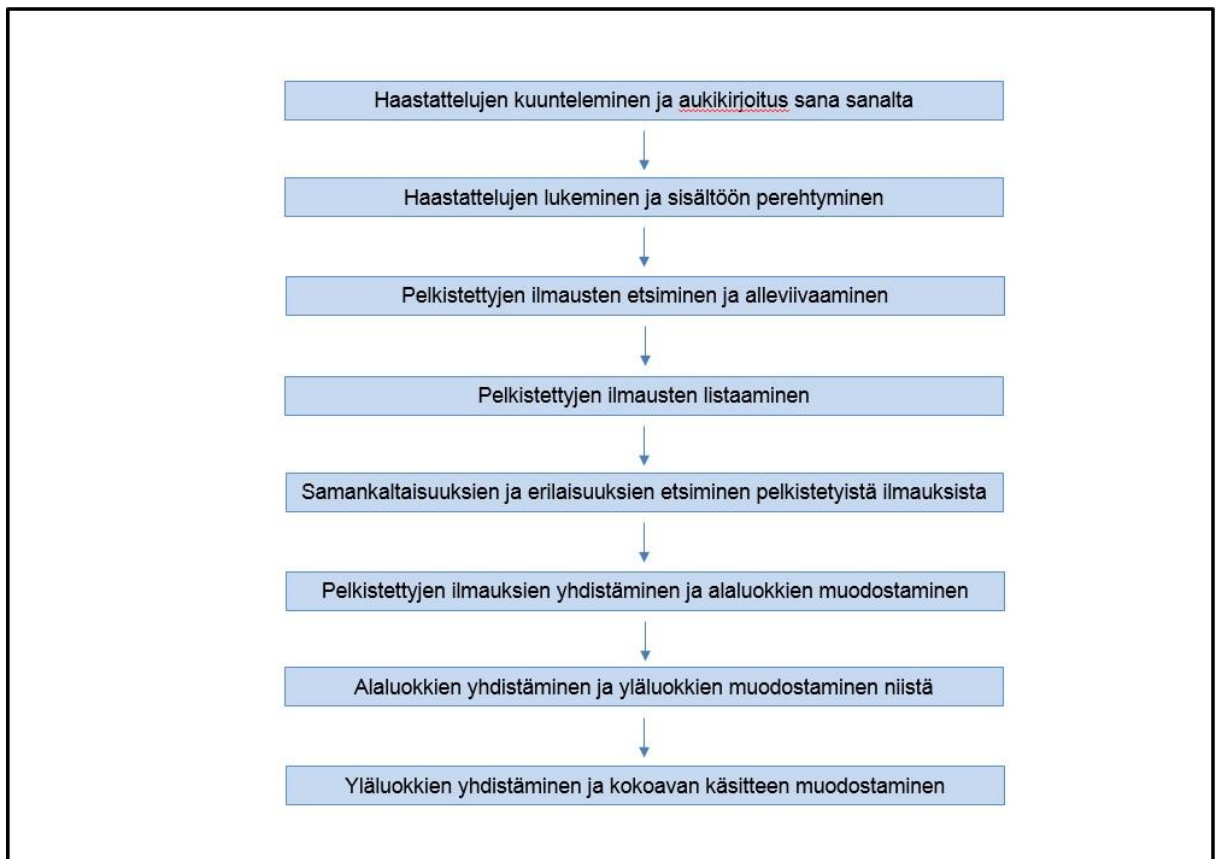 Haastattelujen kuunteleminen ja aukikirjoitus sana sanalta
Haastattelujen lukeminen ja sisältöön perehtyminen
Pelkistettyjen ilmausten etsiminen ja alleviivaaminen
Pelkistettyjen ilmausten listaaminen
Samankaltaisuuksien ja erilaisuuksien etsiminen pelkistetyistä ilmauksista
Pelkistettyjen ilmauksien yhdistäminen ja alaluokkien muodostaminen
Alaluokkien yhdistäminen ja yläluokkien muodostaminen niistä
Yläluokkien yhdistäminen ja kokoavan käsitteen muodostaminen